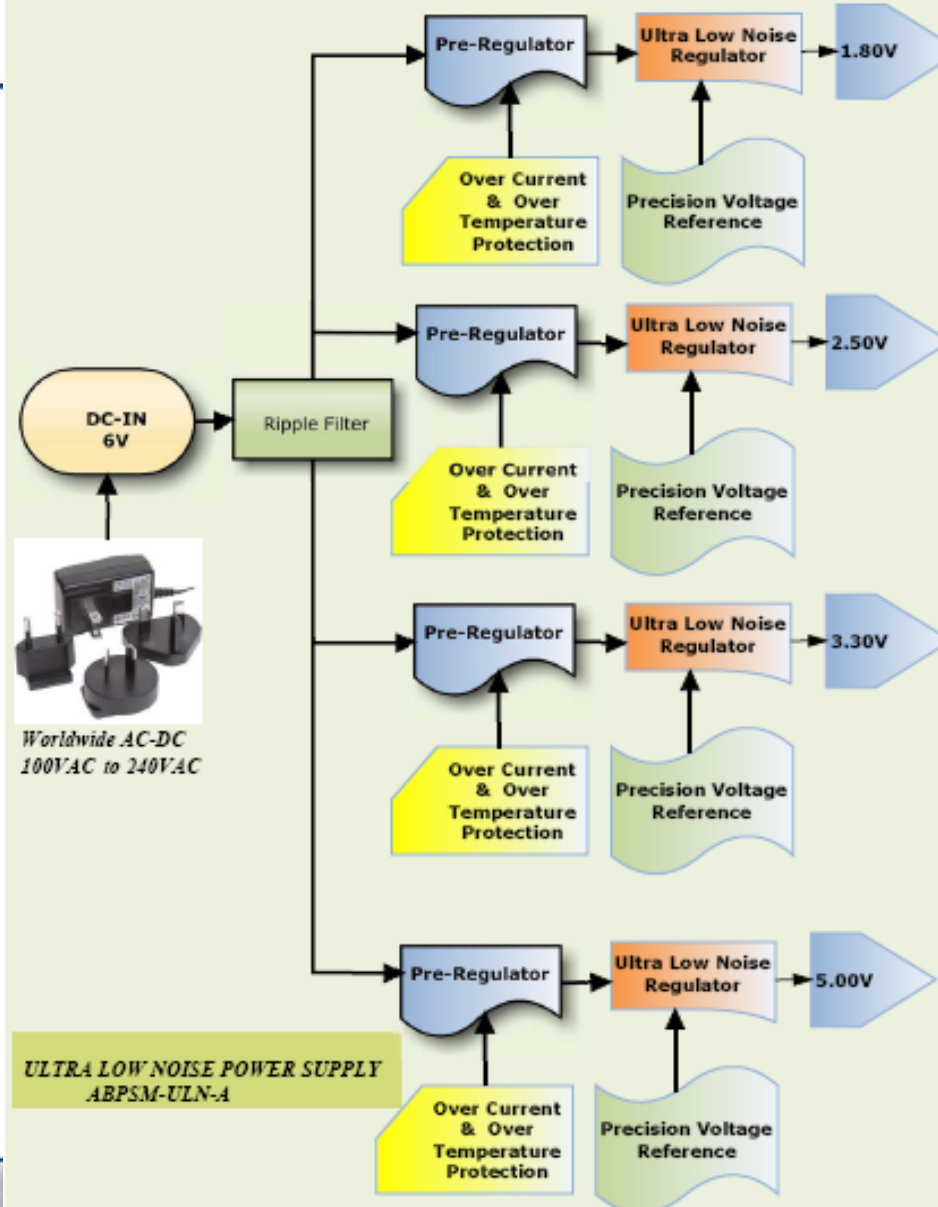 Pre-Regulator
Ultra Low Noise
Regulator
1.80V
Over Current
& Over
Temperature
Protection
Precision Voltage
Reference
Pre-Regulator
Ultra Low Noise
Regulator
2.50V
Over Current
& Over
Temperature
Protection
Precision Voltage
Reference
DC-IN
6V
Ripple Filter
Worldwide AC-DC
100VAC to 240VAC
Pre-Regulator
Ultra Low Noise
Regulator
3.30V
Over Current
& Over
Temperature
Protection
Precision Voltage
Reference
Pre-Regulator
Ultra Low Noise
Regulator
5.00V
Over Current
& Over
Temperature
Protection
Precision Voltage
Reference
ULTRA LOW NOISE POWER SUPPLY
ABPSM-ULN-A